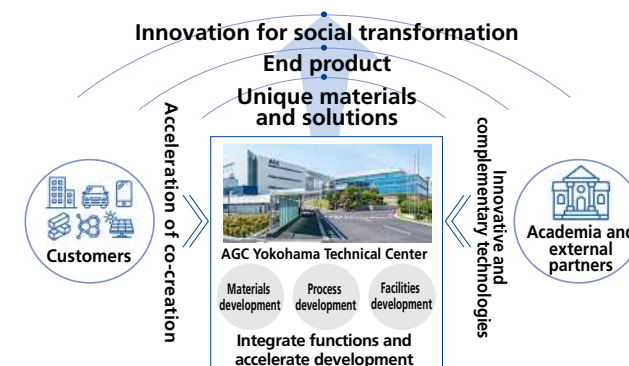 Innovation for social transformation
End product
Unique materials
and solutions
Acceleration of co-creation
Innovative and
complementary technologies
Customers
AGC
AGC Yokohama Technical Center
Materials
development
Process
development
Facilities
development
Integrate functions and
accelerate development
Academia and
external
partners